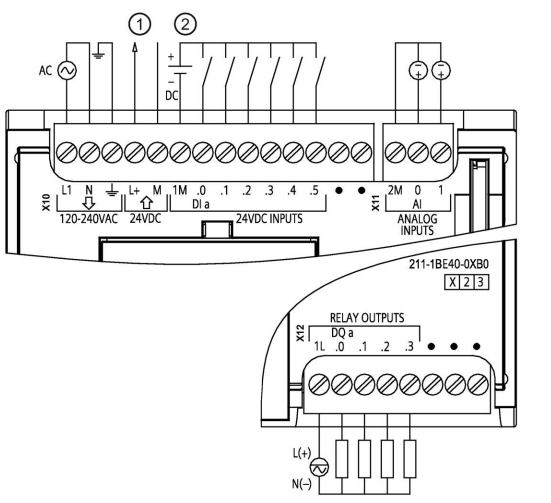 1 2
AC
+
−
DC
+ +
− −
L1 N L+ M 1M .0 .1 .2 .3 .4 .5 2M 0 1
X10
X11
DI a
AI
120-240VAC 24VDC 24VDC INPUTS
ANALOG
INPUTS
211-1BE40-0XB0
X 2 3
RELAY OUTPUTS
X12
DQ a
1L .0 .1 .2 .3
L(+)
N(−)